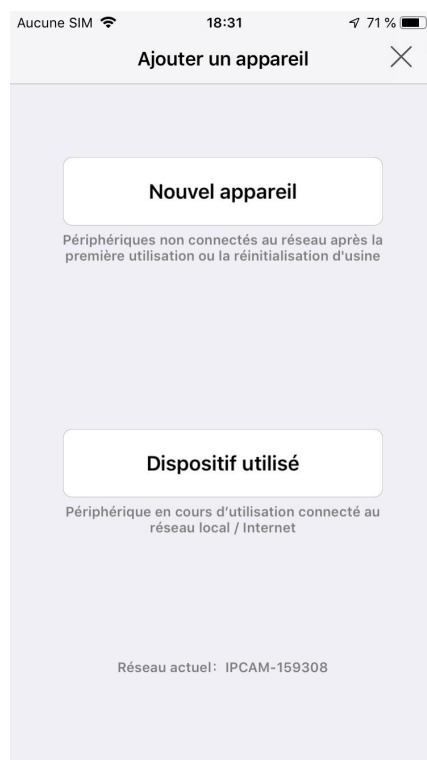 Aucune SIM 18:31 71 %
Ajouter un appareil
Nouvel appareil
Périphériques non connectés au réseau après la
première utilisation ou la réinitialisation d'usine
Dispositif utilisé
Périphérique en cours d’utilisation connecté au
réseau local / Internet
Réseau actuel: IPCAM-159308